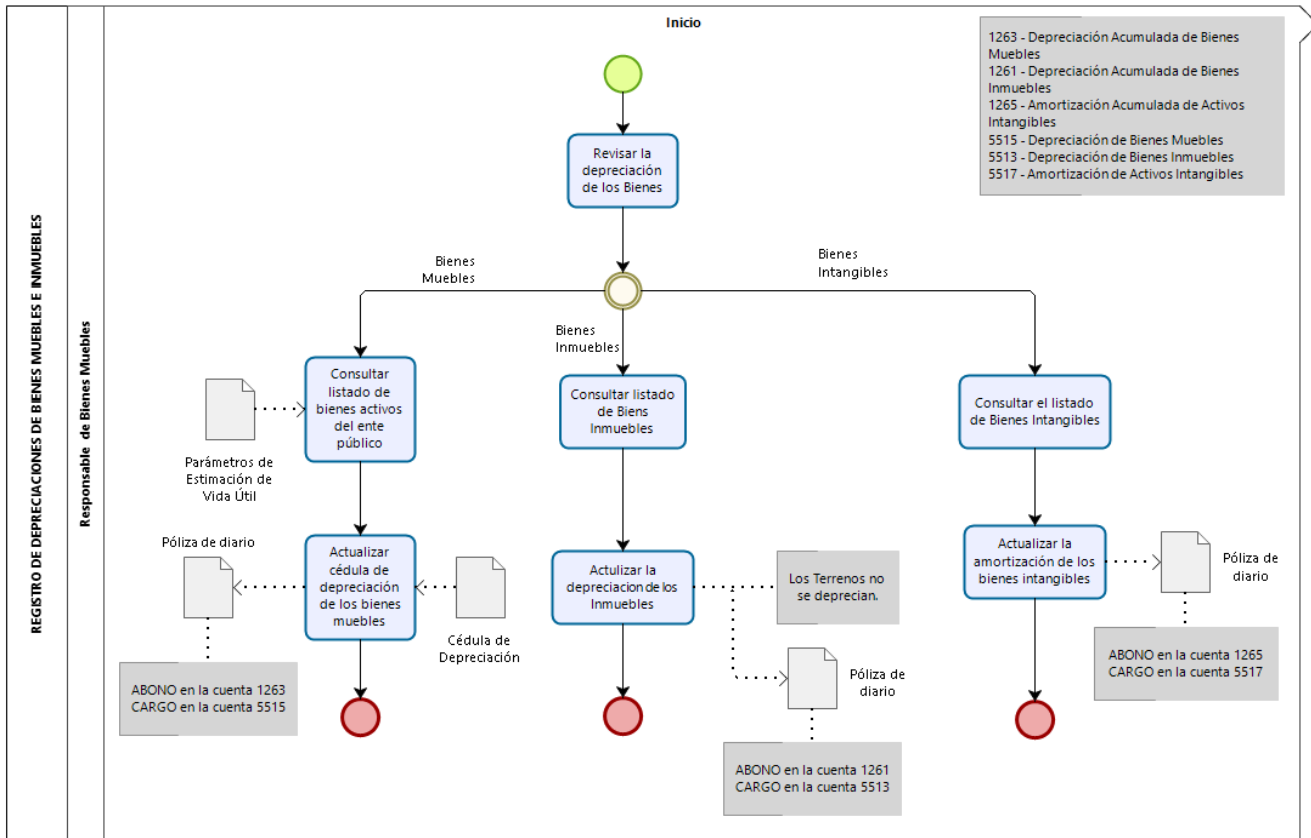 REGISTRO DE DEPRECIACIONES DE BIENES MUEBLES E INMUEBLES
Responsable de Bienes Muebles
Inicio
1263 - Depreciación Acumulada de Bienes
Muebles
1261 - Depreciación Acumulada de Bienes
Inmuebles
1265 - Amortización Acumulada de Activos
Intangibles
5515 - Depreciación de Bienes Muebles
5513 - Depreciación de Bienes Inmuebles
5517 - Amortización de Activos Intangibles
Revisar la
depreciación
de los Bienes
Bienes
Muebles
Bienes
Inmuebles
Bienes
Intangibles
Consultar
listado de
bienes activos
del ente
público
Parámetros de
Estimación de
Vida Útil
Consultar listado
de Biens
Inmuebles
Consultar el listado
de Bienes Intangibles
Póliza de diario
Actualizar
cédula de
depreciación
de los bienes
muebles
Cédula de
Depreciación
ABONO en la cuenta 1263
CARGO en la cuenta 5515
Actulizar la
depreciacion de los
Inmuebles
Los Terrenos no
se deprecian.
Póliza de
diario
ABONO en la cuenta 1261
CARGO en la cuenta 5513
Actualizar la
amortización de los
bienes intangibles
Póliza de
diario
ABONO en la cuenta 1265
CARGO en la cuenta 5517